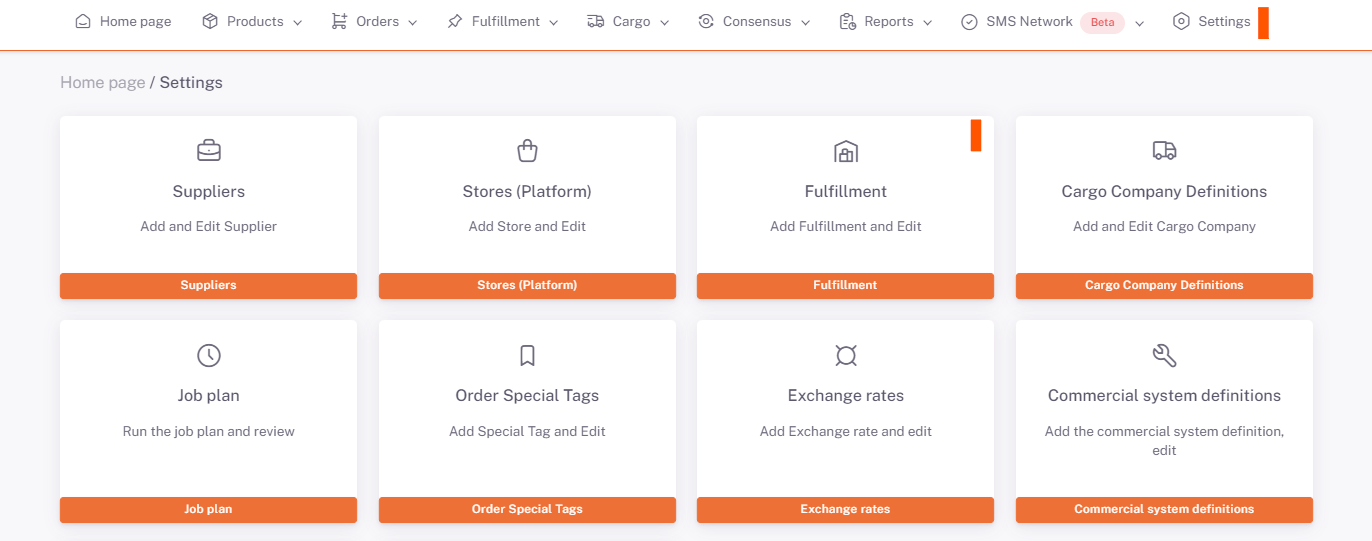 Home page Products Orders Fulfillment Cargo Consensus Reports SMS Network Beta Settings
Home page / Settings
Suppliers
Add and Edit Supplier
Suppliers
Stores (Platform)
Add Store and Edit
Stores (Platform)
Fulfillment
Add Fulfillment and Edit
Fulfillment
Cargo Company Definitions
Add and Edit Cargo Company
Cargo Company Definitions
Job plan
Run the job plan and review
Job plan
Order Special Tags
Add Special Tag and Edit
Order Special Tags
Exchange rates
Add Exchange rate and edit
Exchange rates
Commercial system definitions
Add the commercial system definition,
edit
Commercial system definitions